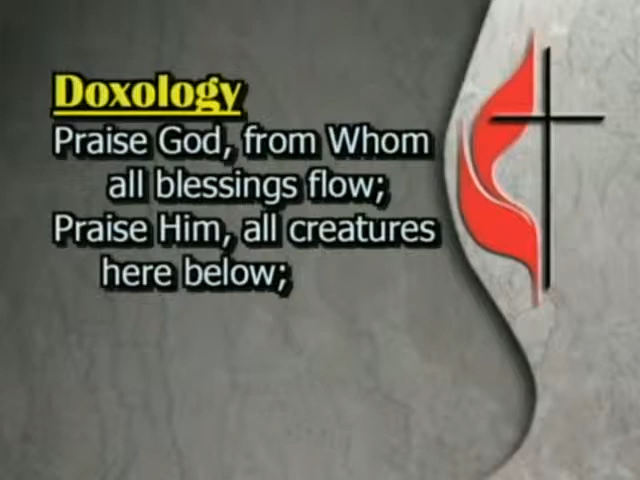 Doxology
Praise God, from Whom
all blessings flow;
Praise Him, all creatures
here below;